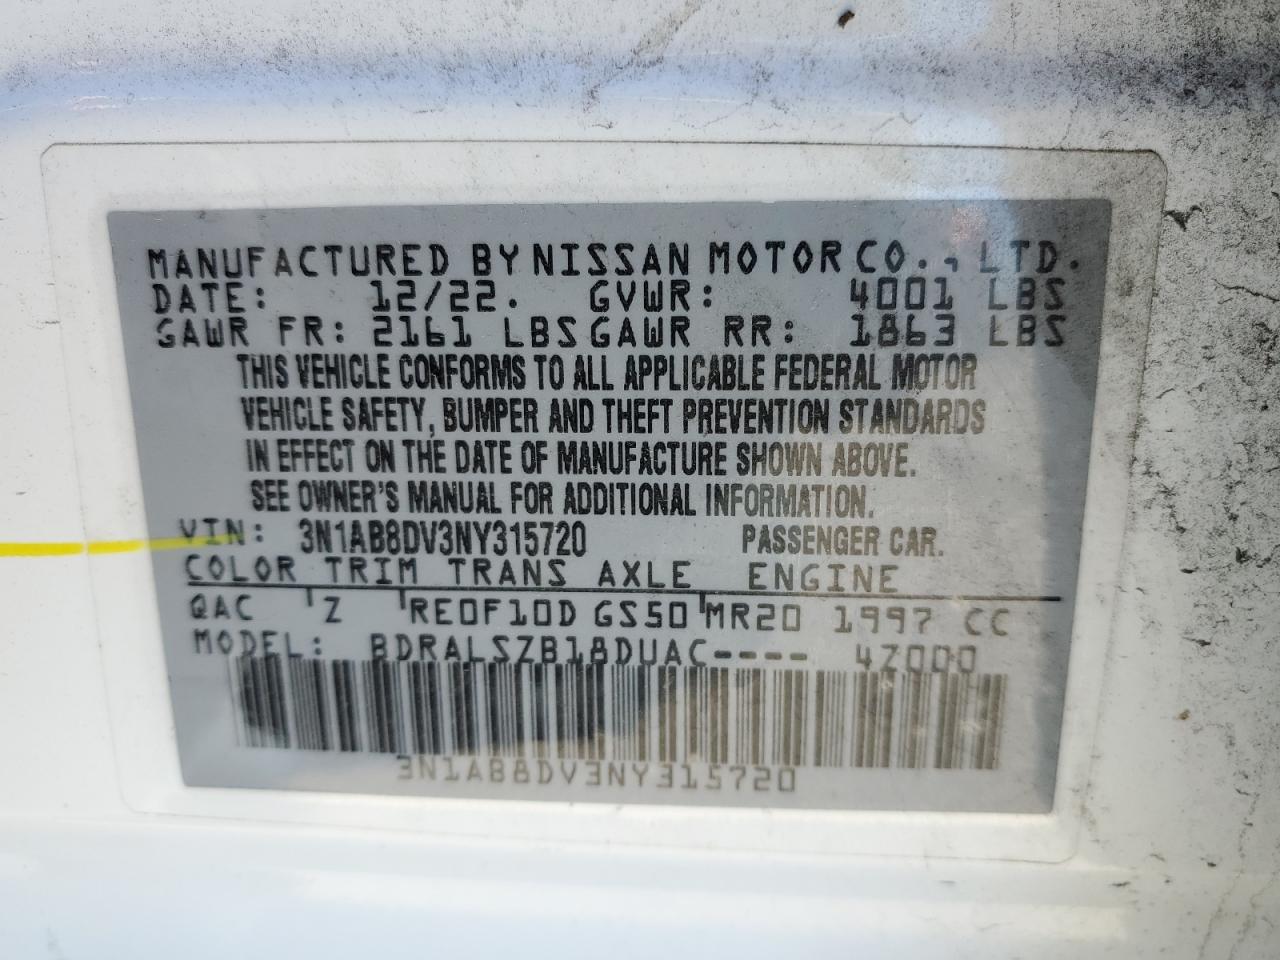 MANUFACTURED BY NISSAN MOTOR CO., LTD.
DATE: 12/22. GVWR: 4001 LBS
GAWR FR: 2161 LBS GAWR RR: 1863 LBS
THIS VEHICLE CONFORMS TO ALL APPLICABLE FEDERAL MOTOR
VEHICLE SAFETY, BUMPER AND THEFT PREVENTION STANDARDS
IN EFFECT ON THE DATE OF MANUFACTURE SHOWN ABOVE.
SEE OWNER'S MANUAL FOR ADDITIONAL INFORMATION.
VIN: 3N1AB8DV3NY315720 PASSENGER CAR.
COLOR TRIM TRANS AXLE ENGINE
QAC Z RE0F10D GS50 MR20 1997 CC
MODEL: BDRALSZB18DUAC---- 4Z000
3N1AB8DV3NY315720